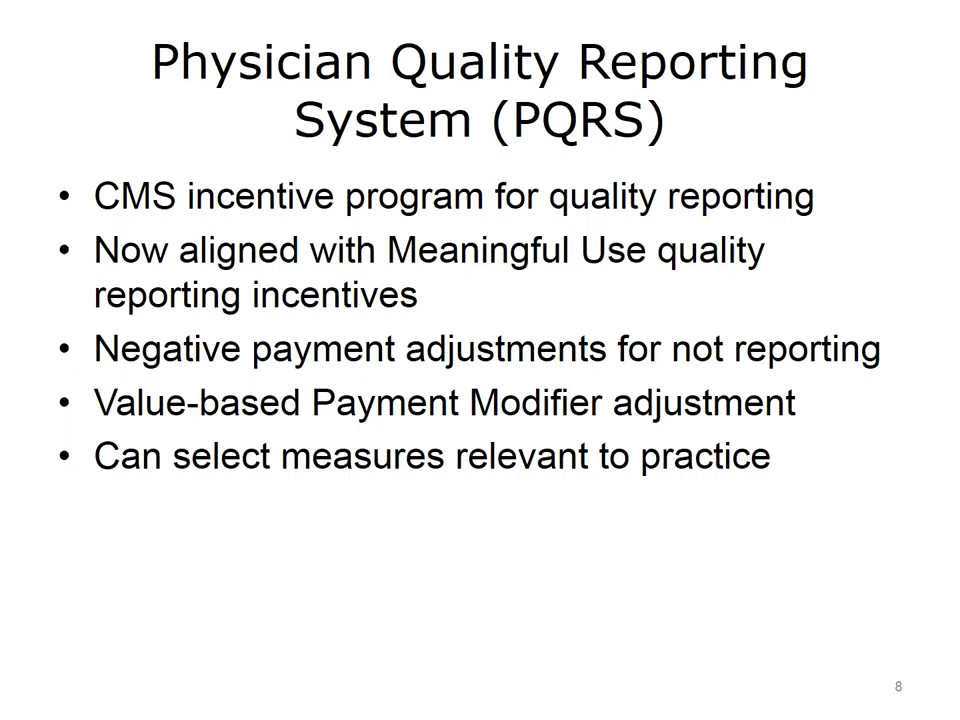 Physician Quality Reporting
System (PQRS)
• CMS incentive program for quality reporting
• Now aligned with Meaningful Use quality
reporting incentives
• Negative payment adjustments for not reporting
• Value-based Payment Modifier adjustment
• Can select measures relevant to practice
8